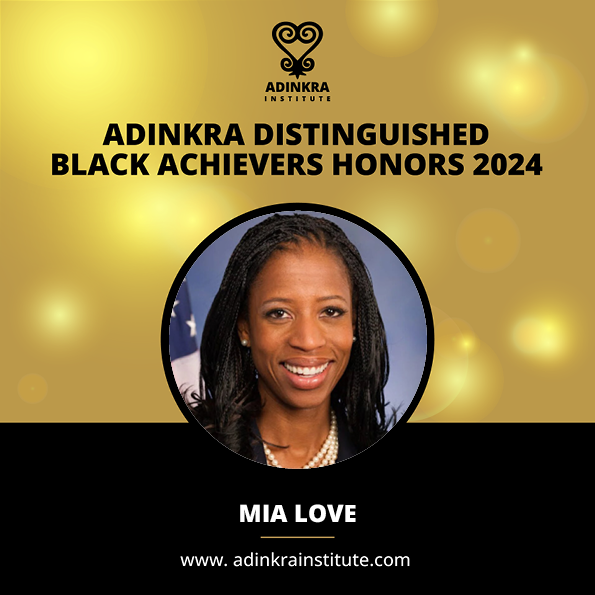 ADINKRA
INSTITUTE
ADINKRA DISTINGUISHED
BLACK ACHIEVERS HONORS 2024
MIA LOVE
www. adinkrainstitute.com